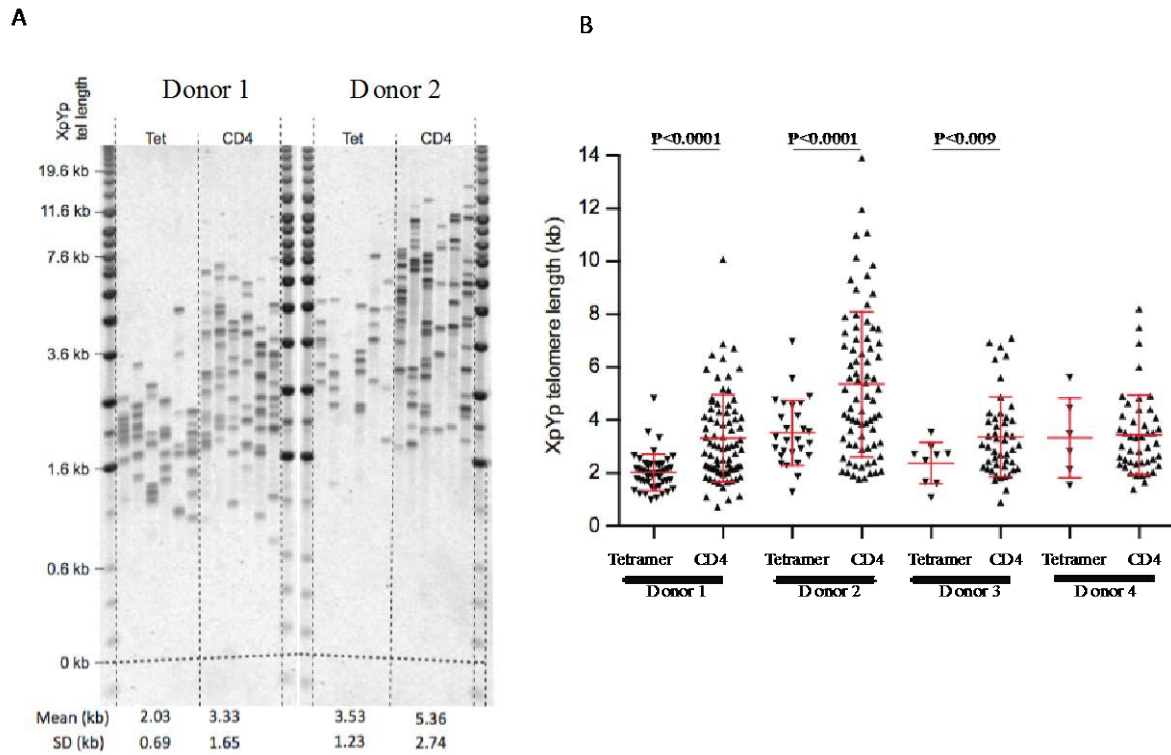 A
Donor 1 Donor 2
XpYp
tel length
Tet CD4 Tet CD4
19.6 kb
11.6 kb
7.6 kb
3.6 kb
1.6 kb
0.6 kb
0 kb
Mean (kb) 2.03 3.33 3.53 5.36
SD (kb) 0.69 1.65 1.23 2.74
B
P<0.0001 P<0.0001 P<0.009
XpYp telomere length (kb)
14
12
10
8
6
4
2
0
Tetramer CD4 Tetramer CD4 Tetramer CD4 Tetramer CD4
Donor 1 Donor 2 Donor 3 Donor 4